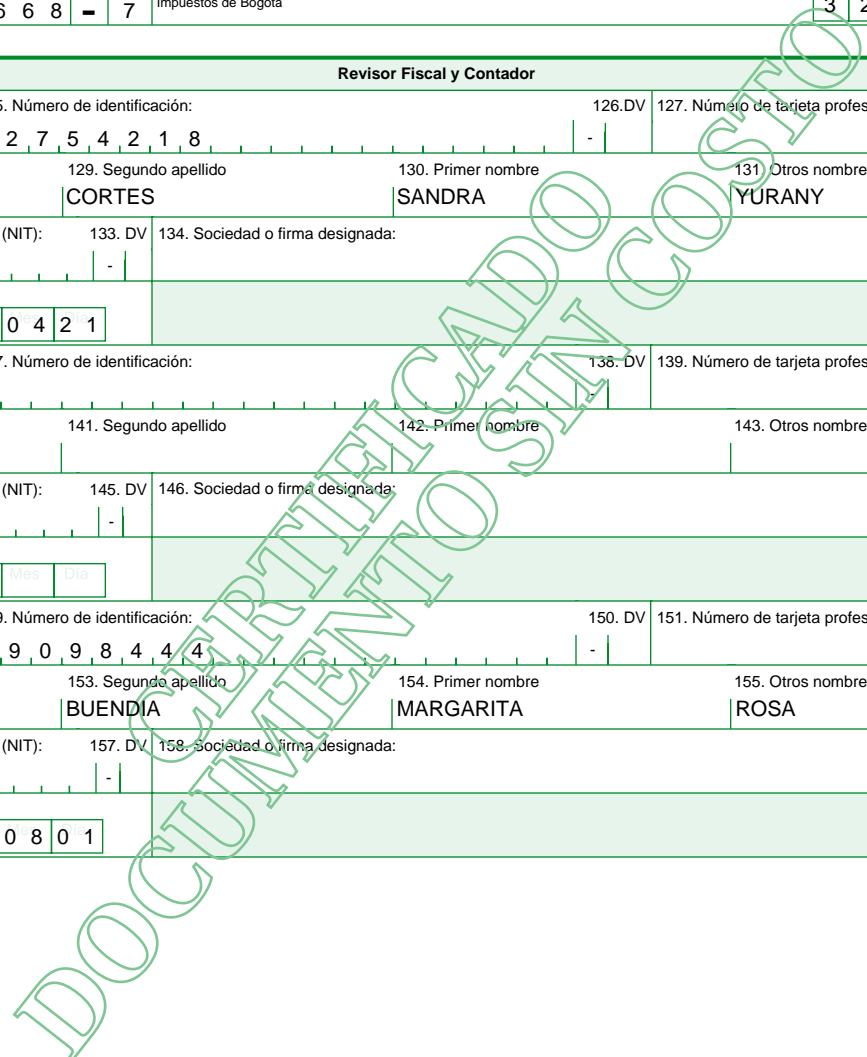 6 6 8 - 7 Impuestos de Bogotá 3 2
Revisor Fiscal y Contador
5. Número de identificación: 126.DV 127. Número de tarjeta profes
2 7 5 4 2 1 8 -
129. Segundo apellido 130. Primer nombre 131. Otros nombre
CORTES SANDRA YURANY
(NIT): 133. DV 134. Sociedad o firma designada:
-
Mes Día
0 4 2 1
7. Número de identificación: 138. DV 139. Número de tarjeta profes
-
141. Segundo apellido 142. Primer nombre 143. Otros nombre
(NIT): 145. DV 146. Sociedad o firma designada:
-
Mes Día
9. Número de identificación: 150. DV 151. Número de tarjeta profes
9 0 9 8 4 4 4 -
153. Segundo apellido 154. Primer nombre 155. Otros nombre
BUENDIA MARGARITA ROSA
(NIT): 157. DV 158. Sociedad o firma designada:
-
Mes Día
0 8 0 1
CERTIFICADO
DOCUMENTO SIN COSTO